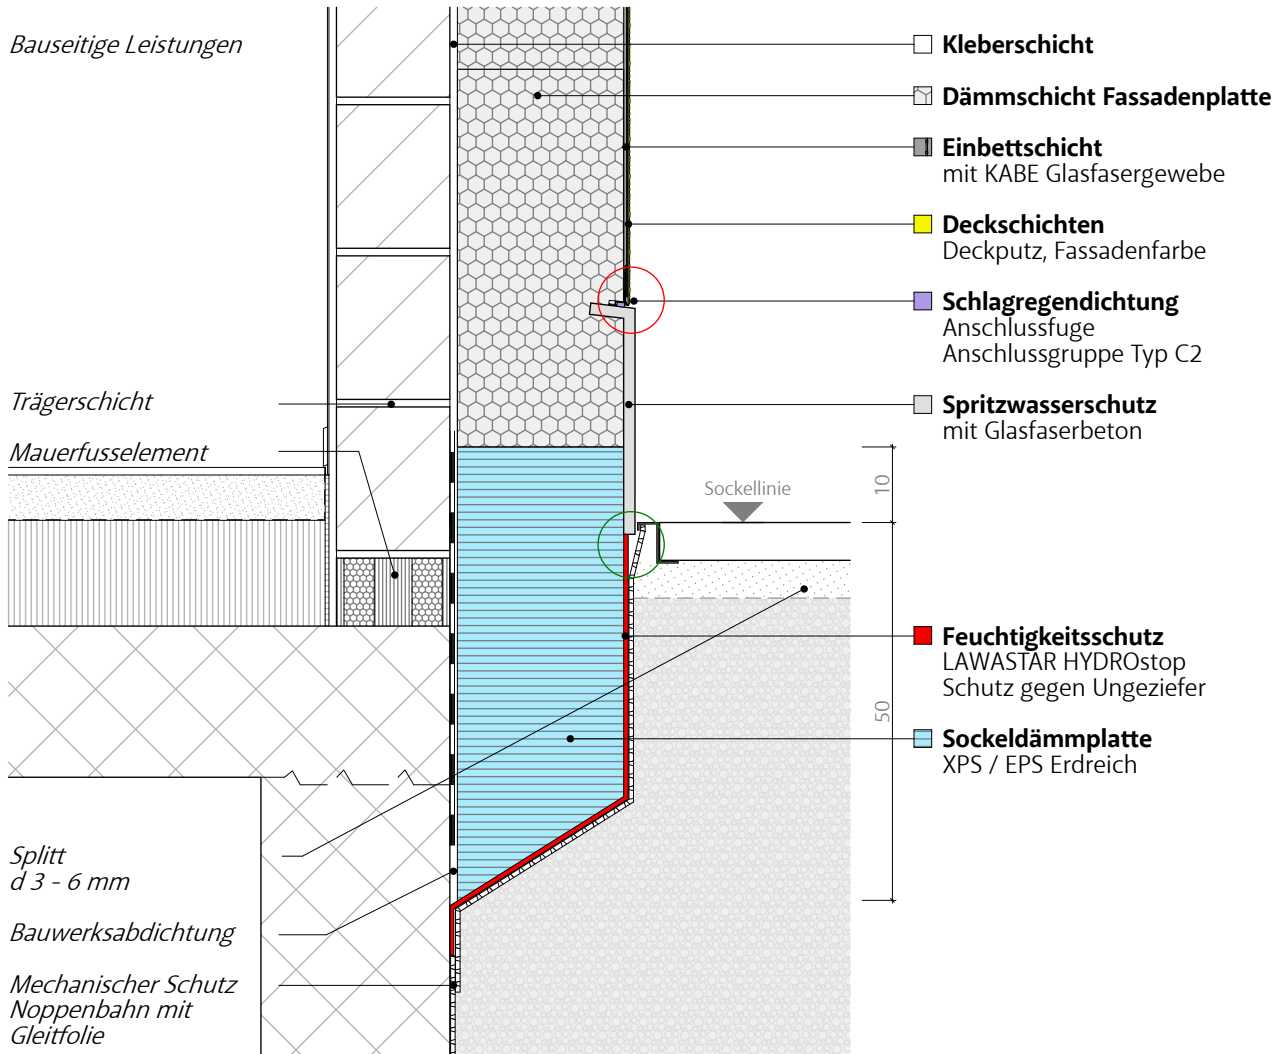 Bauseitige Leistungen
Kleberschicht
Dämmschicht Fassadenplatte
Einbettschicht
mit KABE Glasfasergewebe
Deckschichten
Deckputz, Fassadenfarbe
Schlagregendichtung
Anschlussfuge
Anschlussgruppe Typ C2
Trägerschicht
Spritzwasserschutz
mit Glasfaserbeton
Mauerfusselement
Sockellinie
10
Feuchtigkeitsschutz
LAWASTAR HYDROstop
Schutz gegen Ungeziefer
50
Sockeldämmplatte
XPS / EPS Erdreich
Splitt
d 3 - 6 mm
Bauwerksabdichtung
Mechanischer Schutz
Noppenbahn mit
Gleitfolie